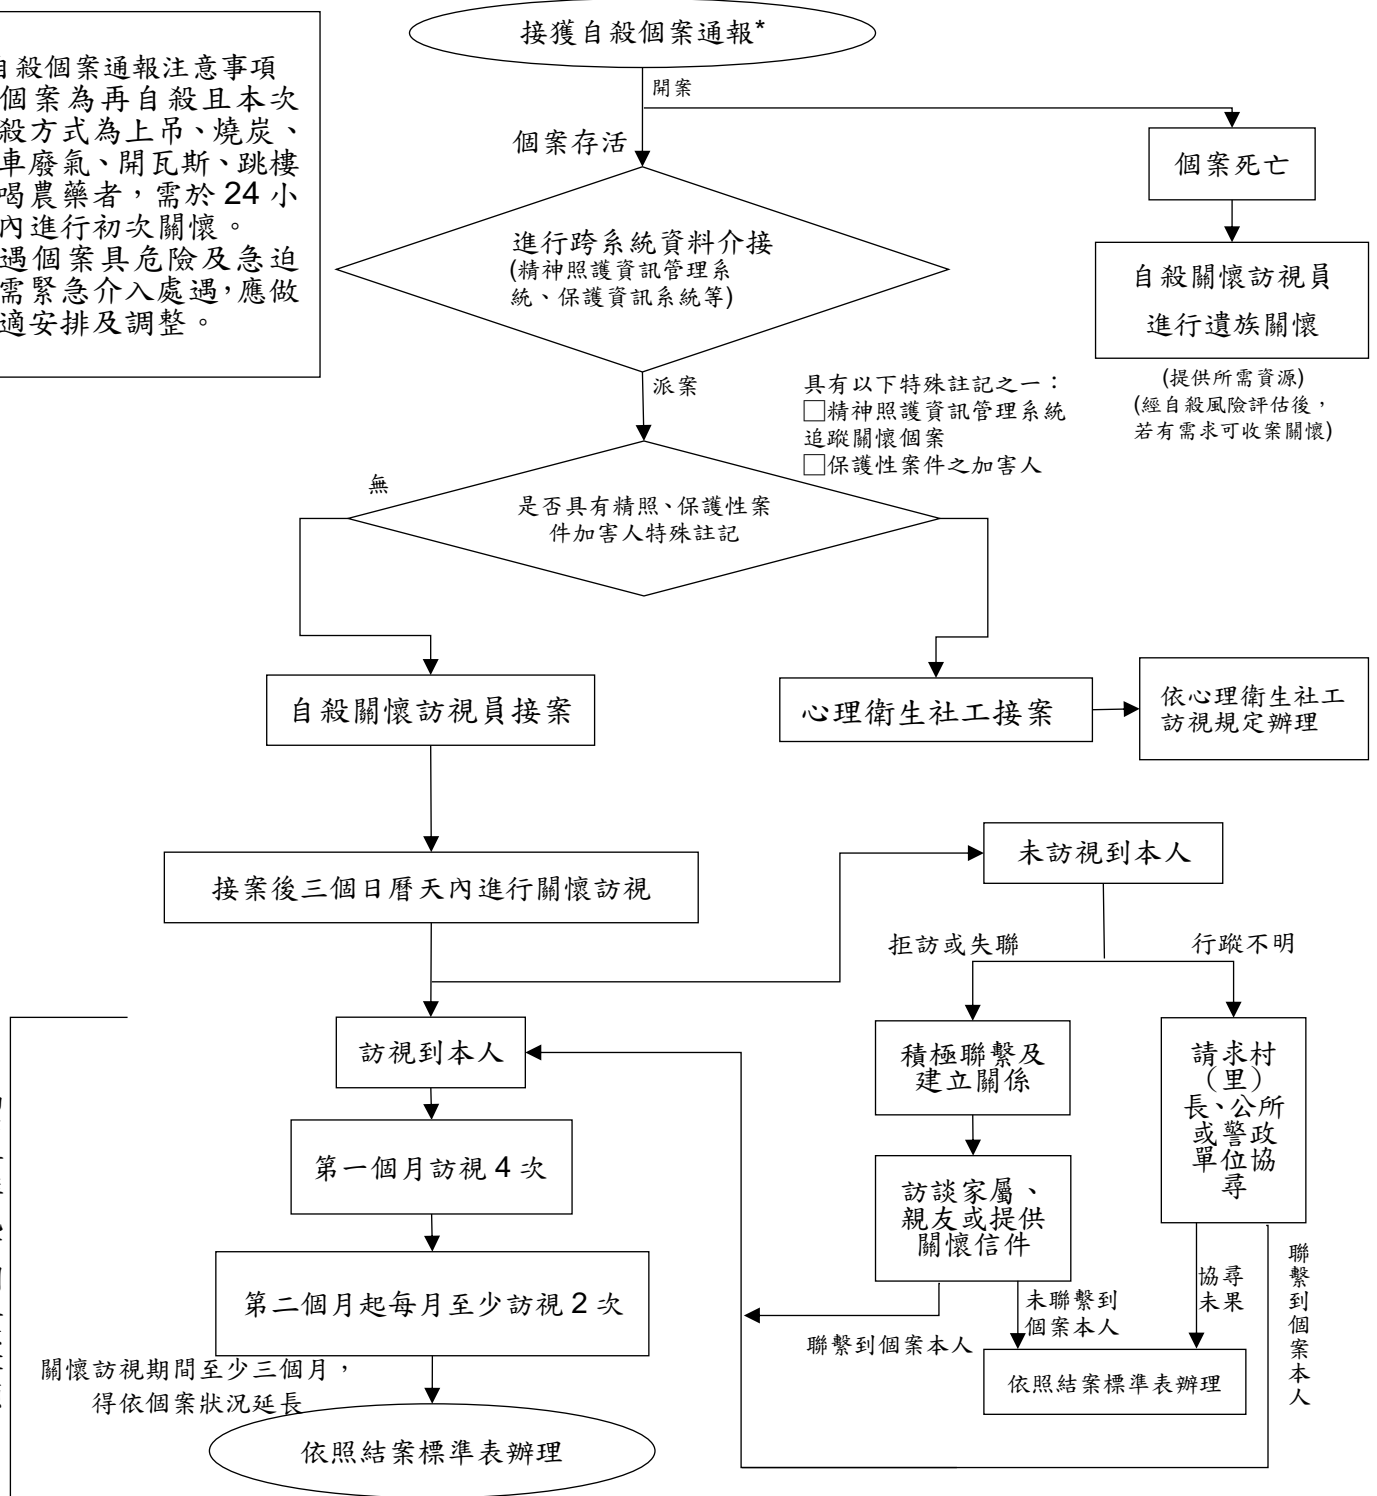 接獲自殺個案通報*
自殺個案通報注意事項
個案為再自殺且本次
殺方式為上吊、燒炭、
車廢氣、開瓦斯、跳樓
喝農藥者，需於 24 小
內進行初次關懷。
遇個案具危險及急迫
需緊急介入處遇，應做
適安排及調整。
開案
個案存活
個案死亡
進行跨系統資料介接
(精神照護資訊管理系
統、保護資訊系統等)
自殺關懷訪視員
進行遺族關懷
(提供所需資源)
(經自殺風險評估後，
若有需求可收案關懷)
派案
具有以下特殊註記之一：
□精神照護資訊管理系統
追蹤關懷個案
□保護性案件之加害人
無
是否具有精照、保護性案
件加害人特殊註記
自殺關懷訪視員接案
心理衛生社工接案
依心理衛生社工
訪視規定辦理
接案後三個日曆天內進行關懷訪視
未訪視到本人
拒訪或失聯
行蹤不明
訪視到本人
積極聯繫及
建立關係
請求村
（里）
長、公所
或警政
單位協
尋
第一個月訪視 4 次
訪談家屬、
親友或提供
關懷信件
第二個月起每月至少訪視 2 次
聯繫到個案本人
未聯繫到
個案本人
協尋
未果
聯繫到個案本人
關懷訪視期間至少三個月，
得依個案狀況延長
依照結案標準表辦理
依照結案標準表辦理